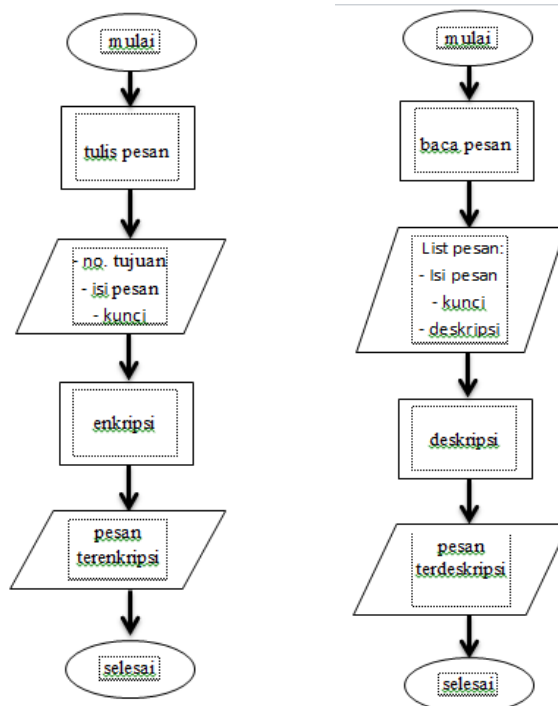 mulai
tulis pesan
- no. tujuan
- isi pesan
- kunci
enkripsi
pesan
terenkripsi
selesai
mulai
baca pesan
List pesan:
- Isi pesan
- kunci
- deskripsi
deskripsi
pesan
terdeskripsi
selesai